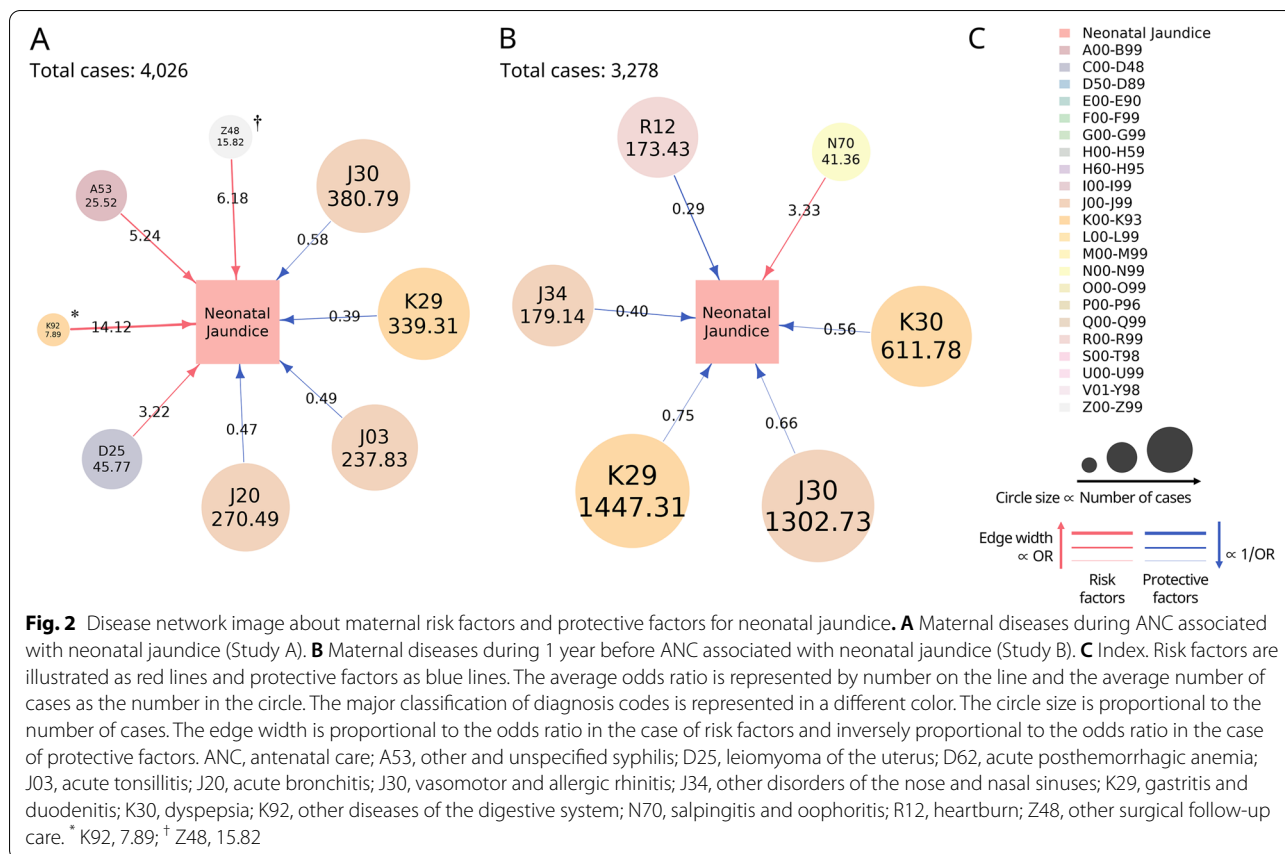 A
Total cases: 4,026
Z48
15.82
†
J30
380.79
A53
25.52
6.18
5.24
0.58
K92
7.89
*
14.12
Neonatal
Jaundice
0.39
K29
339.31
3.22
0.47
0.49
D25
45.77
J20
270.49
J03
237.83
B
Total cases: 3,278
R12
173.43
N70
41.36
0.29
3.33
J34
179.14
0.40
Neonatal
Jaundice
0.56
K30
611.78
0.75
0.66
K29
1447.31
J30
1302.73
C
Neonatal Jaundice
A00-B99
C00-D48
D50-D89
E00-E90
F00-F99
G00-G99
H00-H59
H60-H95
I00-I99
J00-J99
K00-K93
L00-L99
M00-M99
N00-N99
O00-O99
P00-P96
Q00-Q99
R00-R99
S00-T98
U00-U99
V01-Y98
Z00-Z99
Circle size ∝ Number of cases
Edge width
∝ OR
∝ 1/OR
Risk
factors
Protective
factors
Fig. 2 Disease network image about maternal risk factors and protective factors for neonatal jaundice. A Maternal diseases during ANC associated
with neonatal jaundice (Study A). B Maternal diseases during 1 year before ANC associated with neonatal jaundice (Study B). C Index. Risk factors are
illustrated as red lines and protective factors as blue lines. The average odds ratio is represented by number on the line and the average number of
cases as the number in the circle. The major classification of diagnosis codes is represented in a different color. The circle size is proportional to the
number of cases. The edge width is proportional to the odds ratio in the case of risk factors and inversely proportional to the odds ratio in the case
of protective factors. ANC, antenatal care; A53, other and unspecified syphilis; D25, leiomyoma of the uterus; D62, acute posthemorrhagic anemia;
J03, acute tonsillitis; J20, acute bronchitis; J30, vasomotor and allergic rhinitis; J34, other disorders of the nose and nasal sinuses; K29, gastritis and
duodenitis; K30, dyspepsia; K92, other diseases of the digestive system; N70, salpingitis and oophoritis; R12, heartburn; Z48, other surgical follow-up
care. * K92, 7.89; † Z48, 15.82